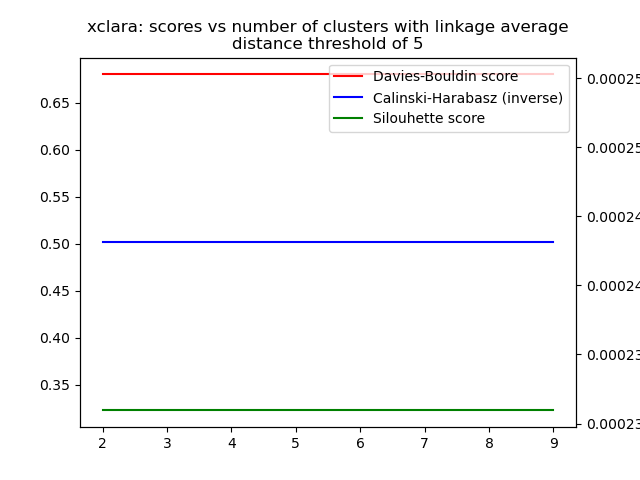 xclara: scores vs number of clusters with linkage average
distance threshold of 5
Davies-Bouldin score
Calinski-Harabasz (inverse)
Silouhette score
0.65
0.60
0.55
0.50
0.45
0.40
0.35
0.00025
0.00025
0.00024
0.00024
0.00023
0.00023
2 3 4 5 6 7 8 9